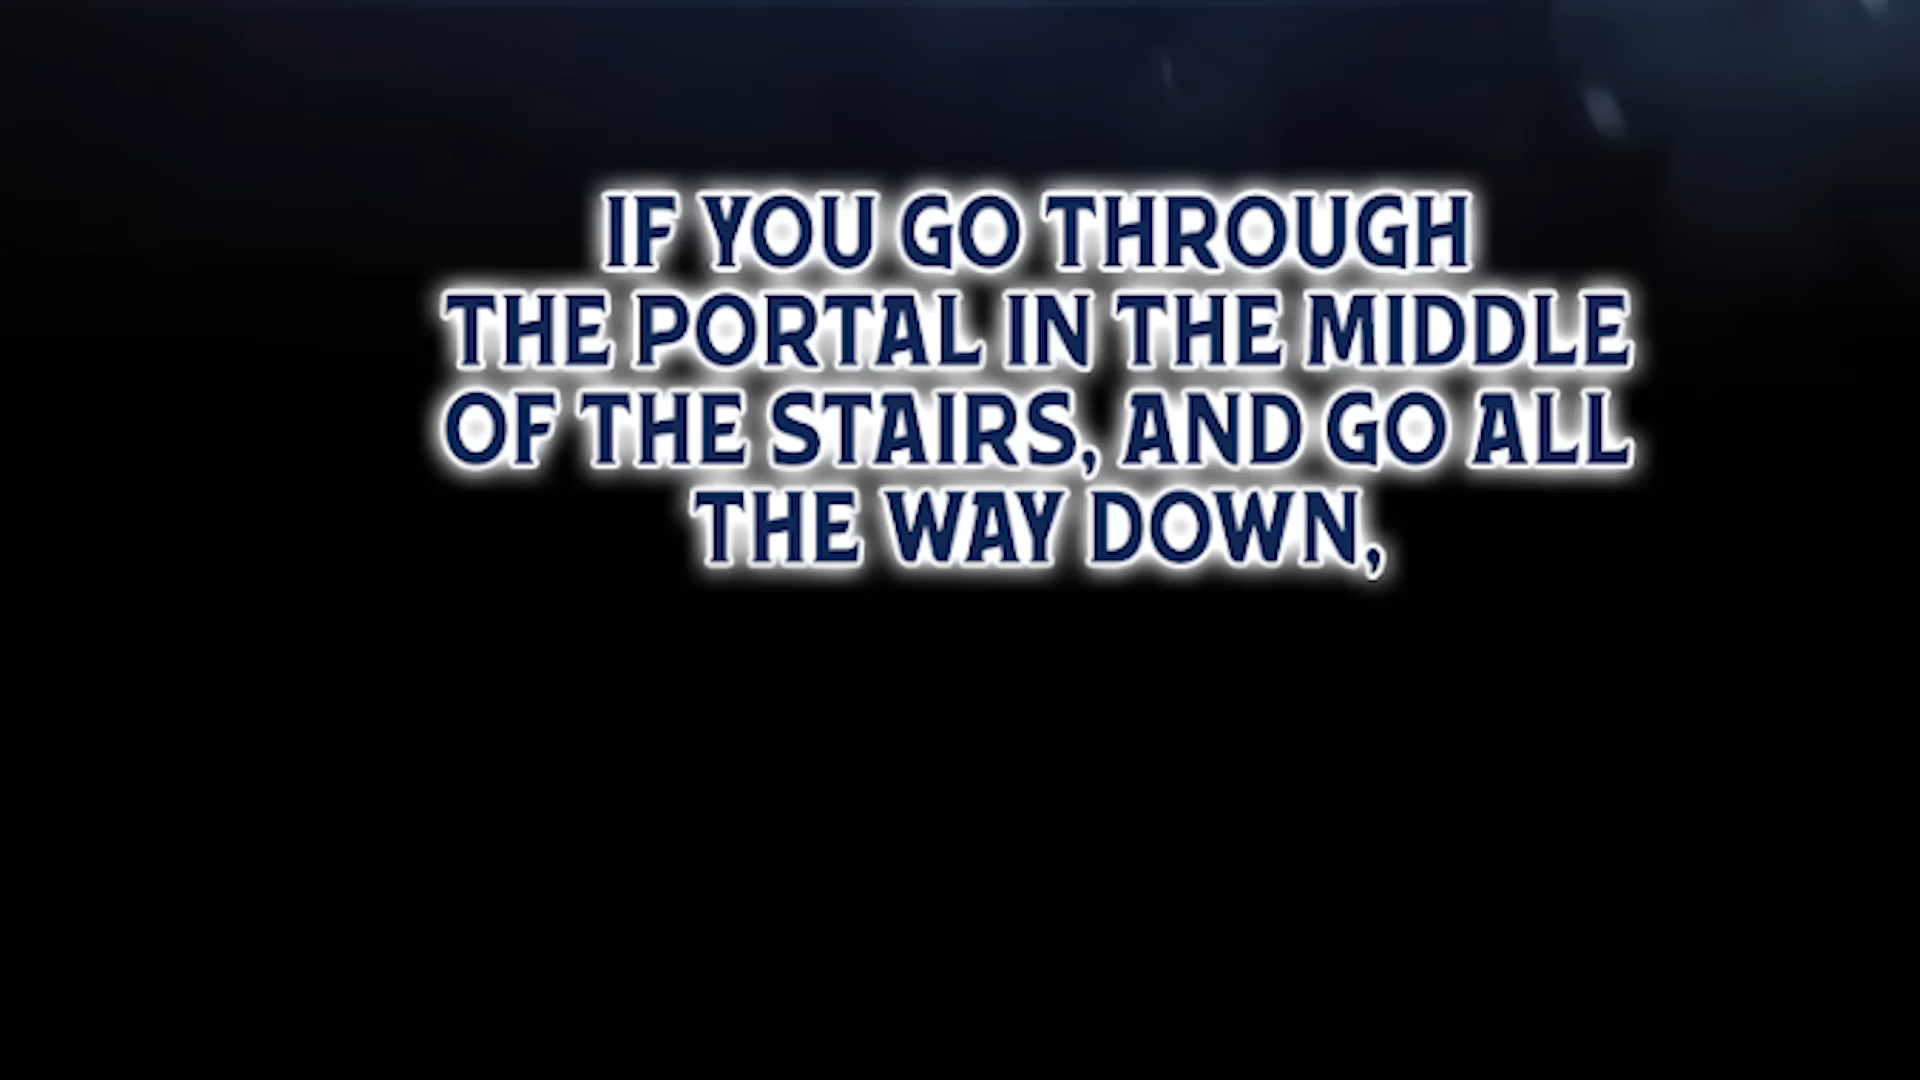 IF YOU GO THROUGH
THE PORTAL IN THE MIDDLE
OF THE STAIRS, AND GO ALL
THE WAY DOWN,